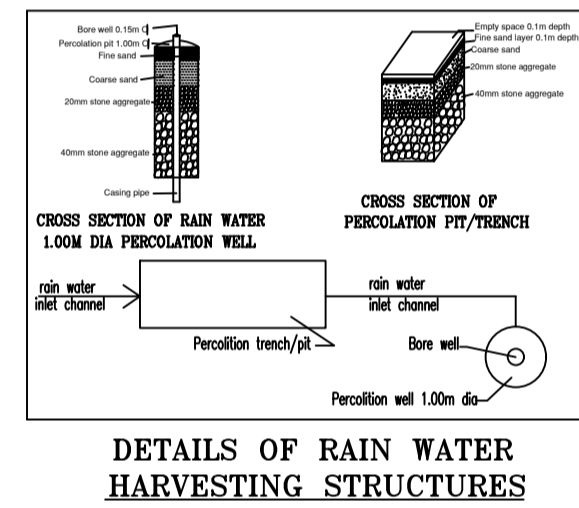 Bore well 0.15m
Percolation pit 1.00m
Fine sand
Coarse sand
20mm stone aggregate
40mm stone aggregate
Casing pipe
CROSS SECTION OF RAIN WATER
1.00M DIA PERCOLATION WELL
Empty space 0.1m depth
Fine sand layer 0.1m depth
Coarse sand
20mm stone aggregate
40mm stone aggregate
CROSS SECTION OF
PERCOLATION PIT/TRENCH
rain water
inlet channel
Percolition trench/pit
rain water
inlet channel
Bore well
Percolition well 1.00m dia
DETAILS OF RAIN WATER
HARVESTING STRUCTURES